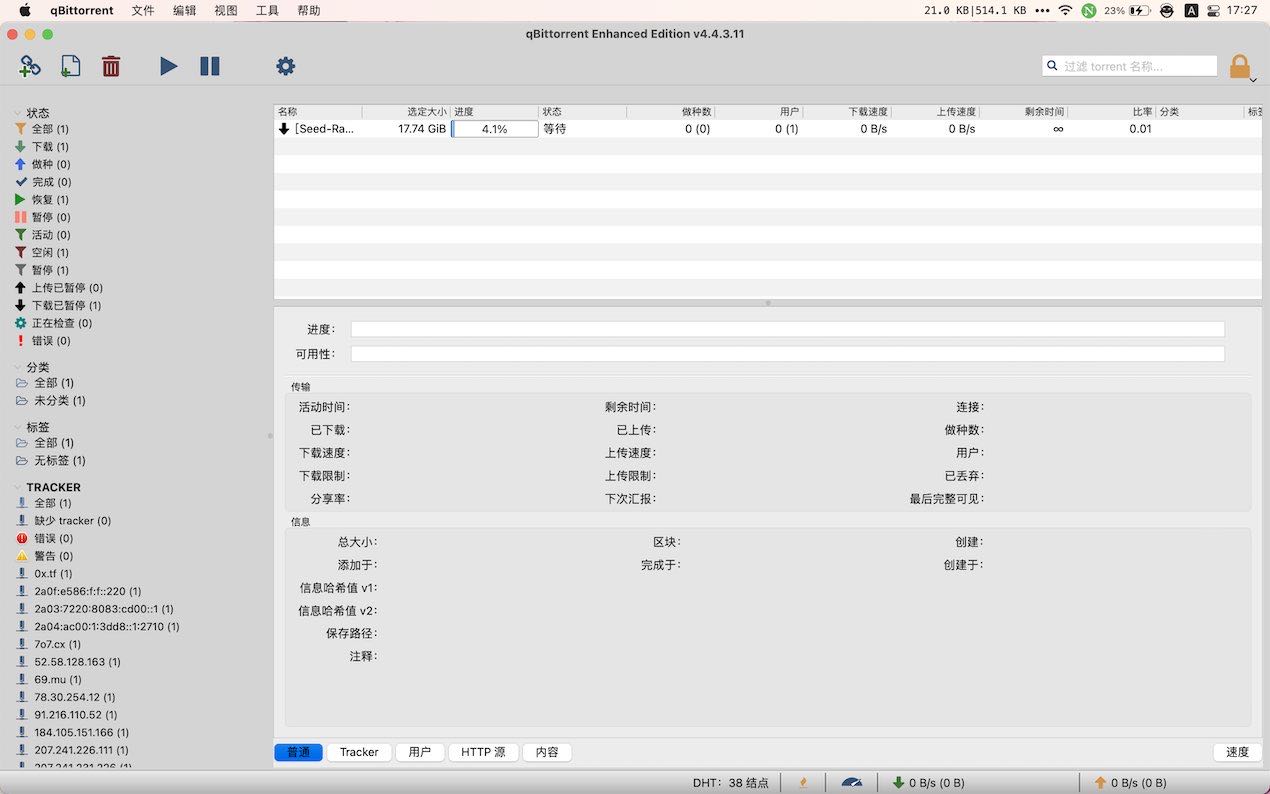 qBittorrent 文件 编辑 视图 工具 帮助 21.0 KB|514.1 KB 23% A 17:27
qBittorrent Enhanced Edition v4.4.3.11
过滤 torrent 名称...
状态
全部 (1)
下载 (1)
做种 (0)
完成 (0)
恢复 (1)
暂停 (0)
活动 (0)
空闲 (1)
暂停 (1)
上传已暂停 (0)
下载已暂停 (1)
正在检查 (0)
错误 (0)
分类
全部 (1)
未分类 (1)
标签
全部 (1)
无标签 (1)
TRACKER
全部 (1)
缺少 tracker (0)
错误 (0)
警告 (0)
0x.tf (1)
2a0f:e586:f:f::220 (1)
2a03:7220:8083:cd00::1 (1)
2a04:ac00:1:3dd8::1:2710 (1)
7o7.cx (1)
52.58.128.163 (1)
69.mu (1)
78.30.254.12 (1)
91.216.110.52 (1)
184.105.151.166 (1)
207.241.226.111 (1)
207.241.231.226 (1)
名称 选定大小 进度 状态 做种数 用户 下载速度 上传速度 剩余时间 比率 分类 标签
[Seed-Ra... 17.74 GiB 4.1% 等待 0 (0) 0 (1) 0 B/s 0 B/s ∞ 0.01
进度:
可用性:
传输
活动时间: 剩余时间: 连接:
已下载: 已上传: 做种数:
下载速度: 上传速度: 用户:
下载限制: 上传限制: 已丢弃:
分享率: 下次汇报: 最后完整可见:
信息
总大小: 区块: 创建:
添加于: 完成于: 创建于:
信息哈希值 v1:
信息哈希值 v2:
保存路径:
注释:
普通 Tracker 用户 HTTP 源 内容 速度
DHT: 38 结点 0 B/s (0 B) 0 B/s (0 B)